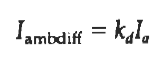 I_ambdiff = k_d I_a